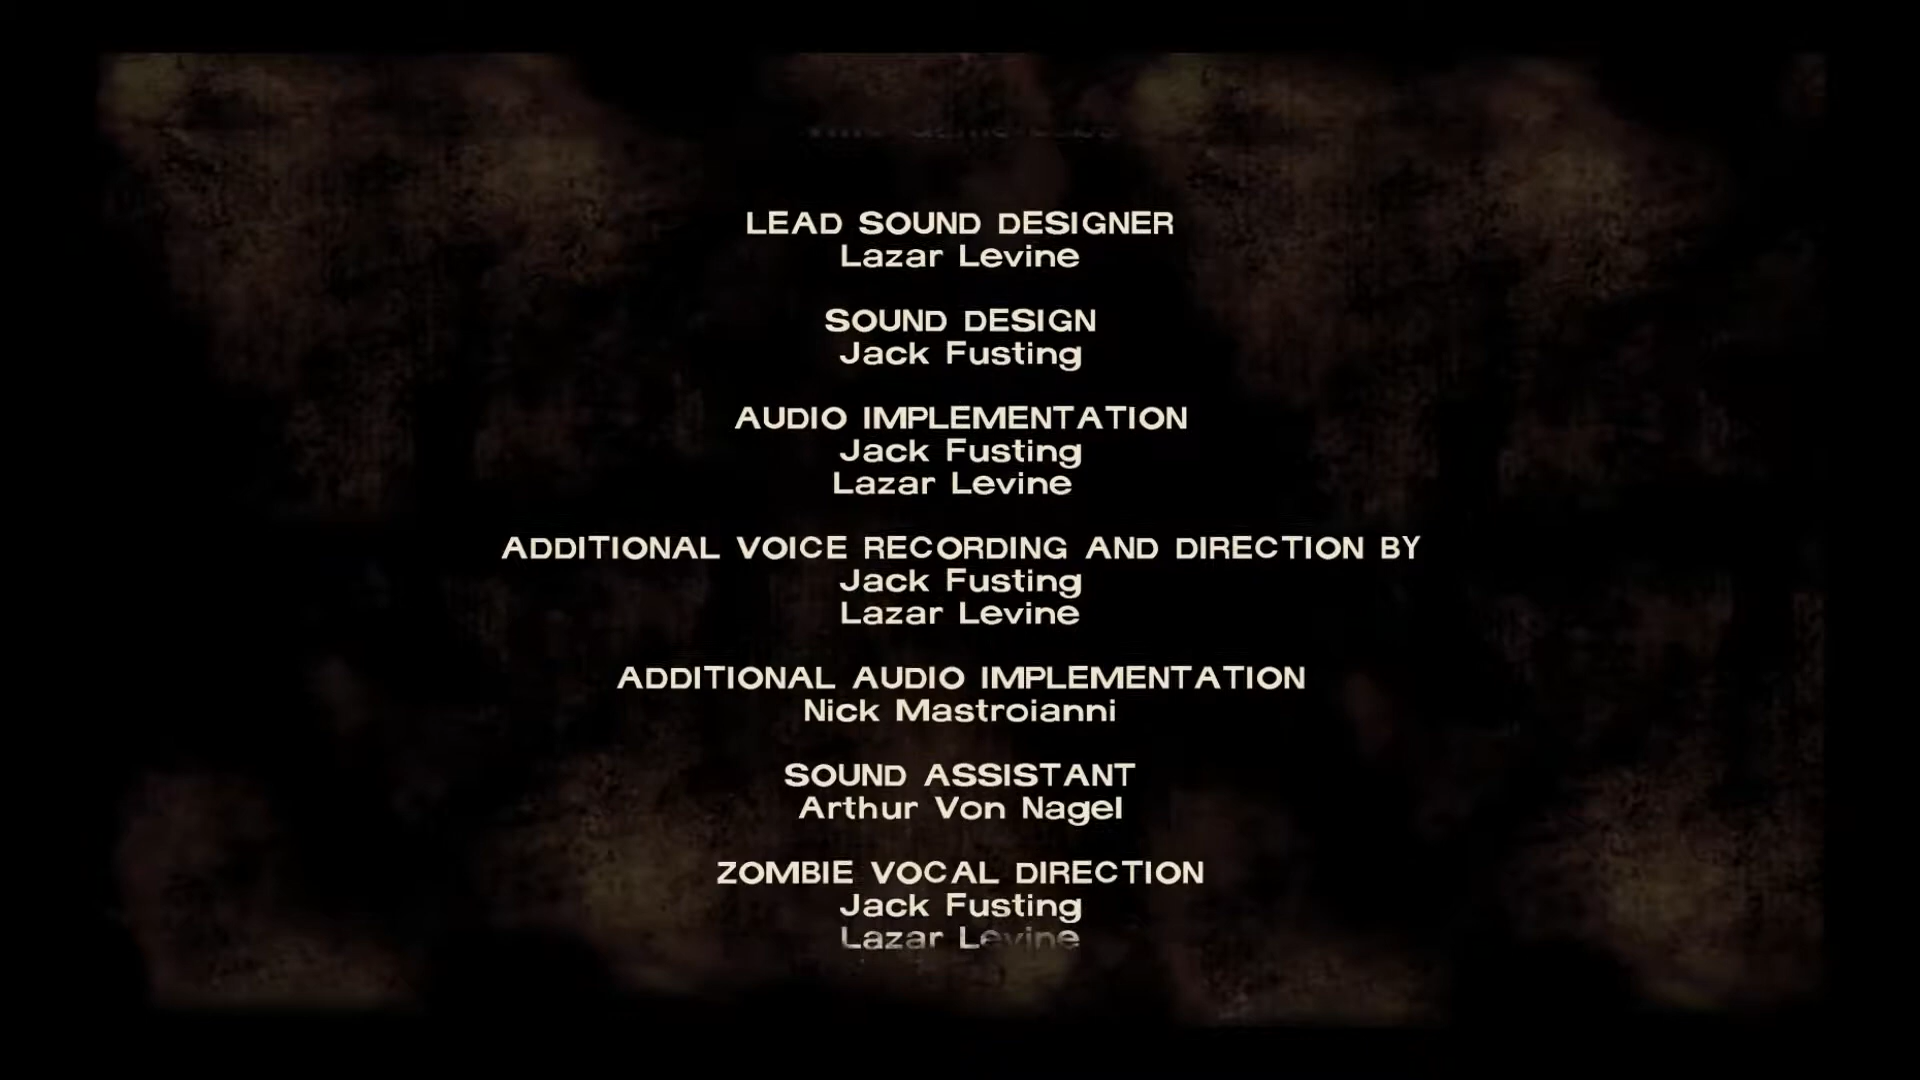 LEAD SOUND DESIGNER
Lazar Levine
SOUND DESIGN
Jack Fusting
AUDIO IMPLEMENTATION
Jack Fusting
Lazar Levine
ADDITIONAL VOICE RECORDING AND DIRECTION BY
Jack Fusting
Lazar Levine
ADDITIONAL AUDIO IMPLEMENTATION
Nick Mastroianni
SOUND ASSISTANT
Arthur Von Nagel
ZOMBIE VOCAL DIRECTION
Jack Fusting
Lazar Levine